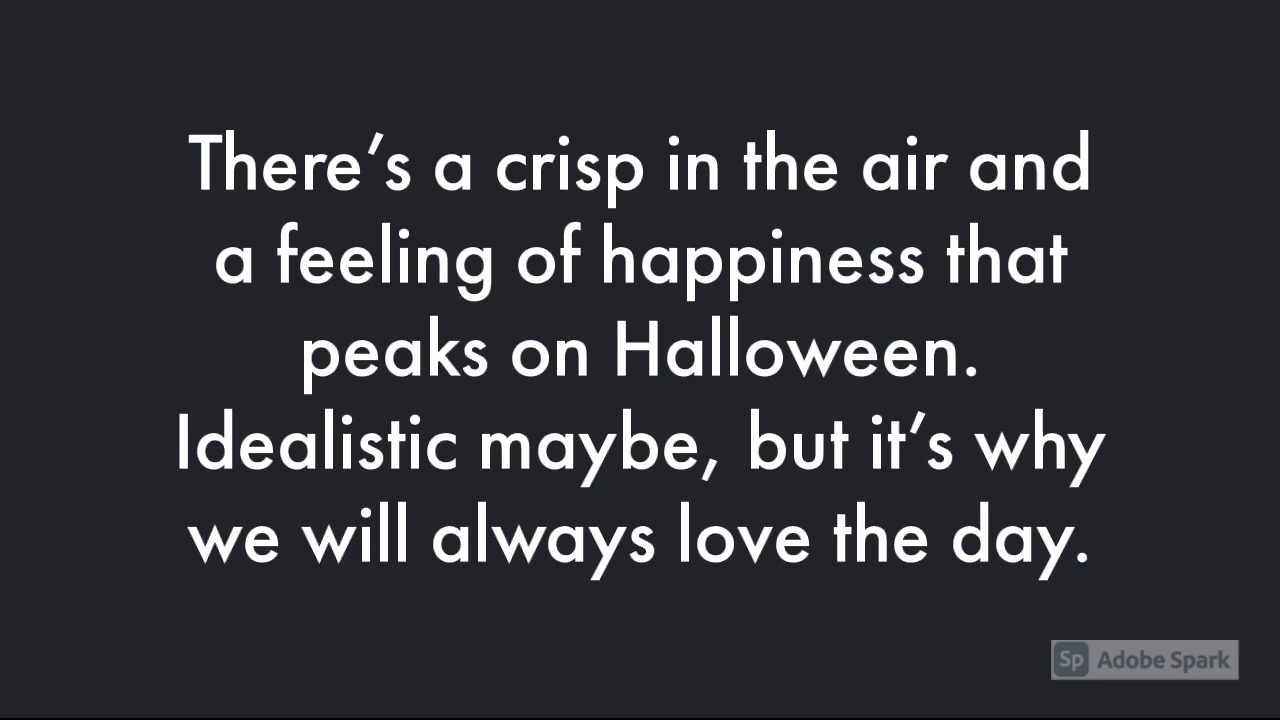 There’s a crisp in the air and
a feeling of happiness that
peaks on Halloween.
Idealistic maybe, but it’s why
we will always love the day.
Sp Adobe Spark